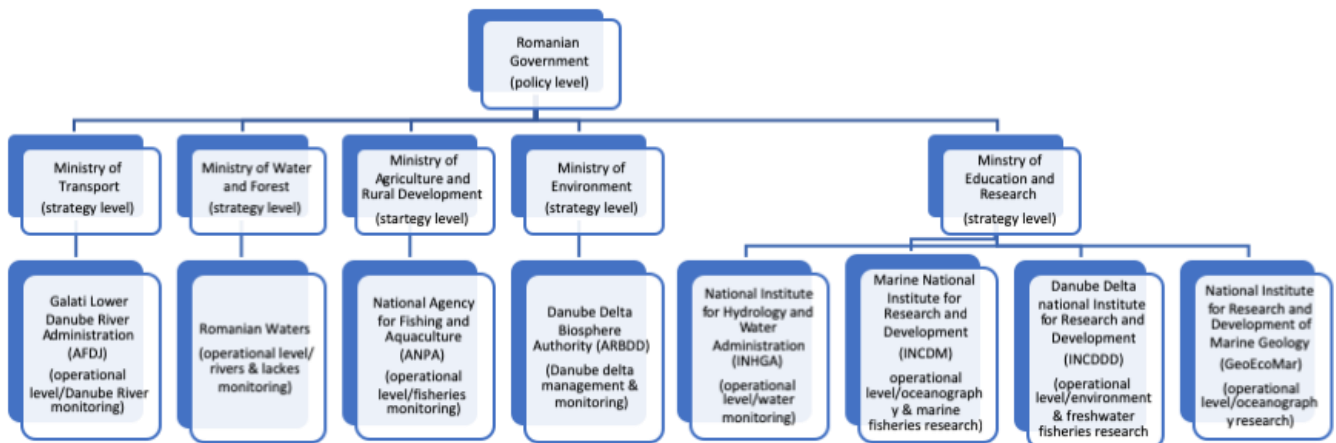 Romanian
Government
(policy level)
Ministry of
Transport
(strategy level)
Ministry of Water
and Forest
(strategy level)
Ministry of
Agriculture and
Rural Development
(startegy level)
Ministry of
Environment
(strategy level)
Minstry of
Education and
Research
(strategy level)
Galati Lower
Danube River
Administration
(AFDJ)
(operational
level/Danube River
monitoring)
Romanian Waters
(operational level/
rivers & lackes
monitoring)
National Agency
for Fishing and
Aquaculture
(ANPA)
(operational
level/fisheries
monitoring)
Danube Delta
Biosphere
Authority (ARBDD)
(Danube delta
management &
monitoring)
National Institute
for Hydrology and
Water
Administration
(INHGA)
(operational
level/water
monitoring)
Marine National
Institute for
Research and
Development
(INCDM)
operational
level/oceanograph
y & marine
fisheries research)
Danube Delta
national Institute
for Research and
Development
(INCDDD)
(operational
level/environment
& freshwater
fisheries research
National Institute
for Research and
Development of
Marine Geology
(GeoEcoMar)
(operational
level/oceanograph
y research)